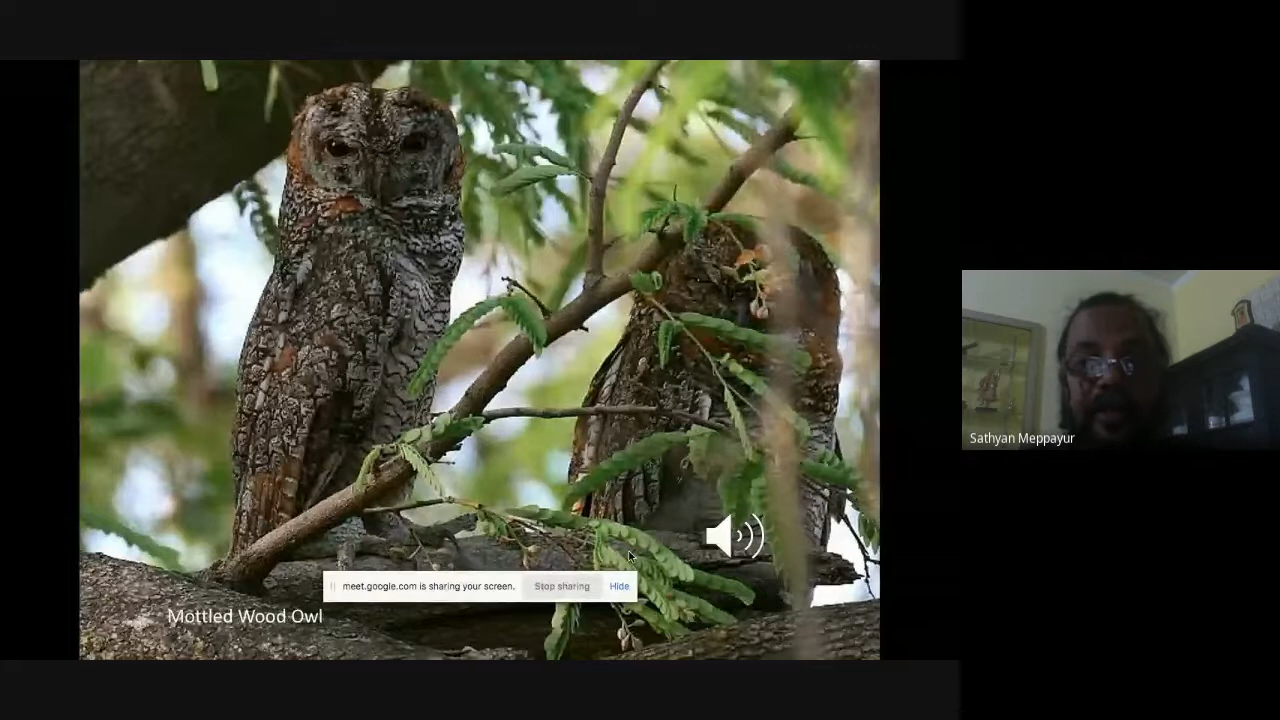 meet.google.com is sharing your screen. Stop sharing Hide
Mottled Wood Owl
Sathyan Meppayur